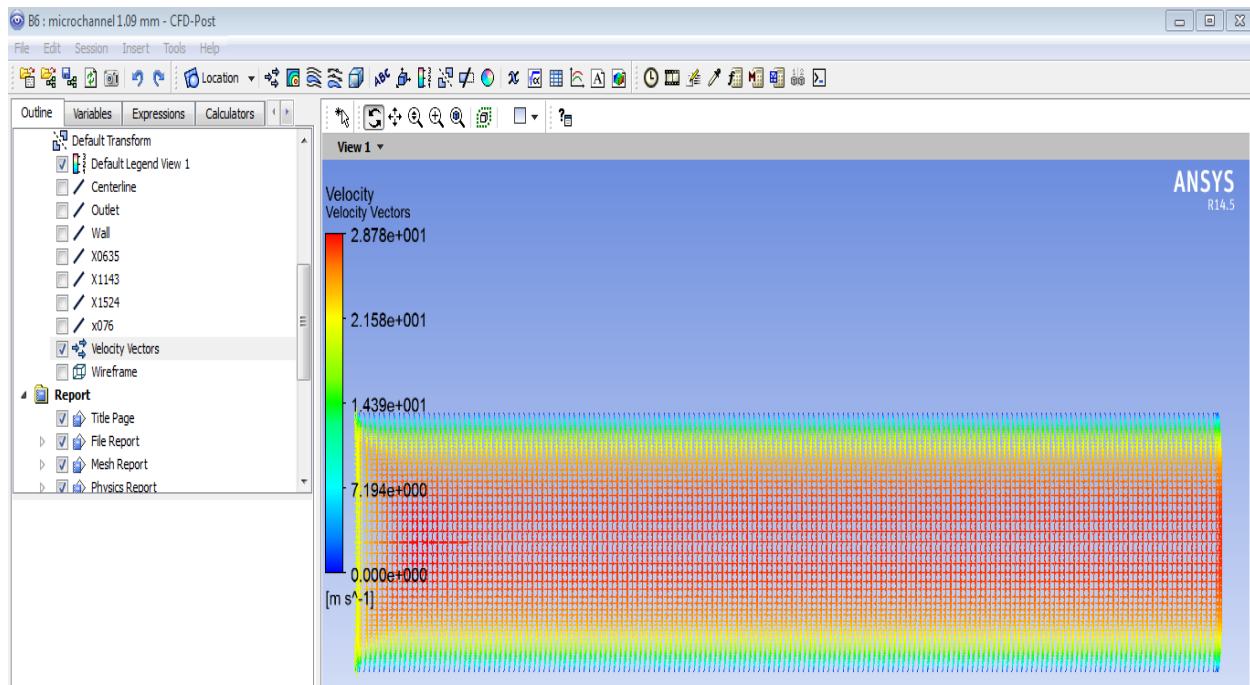 B6 : microchannel 1.09 mm - CFD-Post
File Edit Session Insert Tools Help
Location
Outline Variables Expressions Calculators
Default Transform
Default Legend View 1
Centerline
Outlet
Wall
X0635
X1143
X1524
x076
Velocity Vectors
Wireframe
Report
Title Page
File Report
Mesh Report
Physics Report
View 1
ANSYS
R14.5
Velocity
Velocity Vectors
2.878e+001
2.158e+001
1.439e+001
7.194e+000
0.000e+000
[m s^-1]